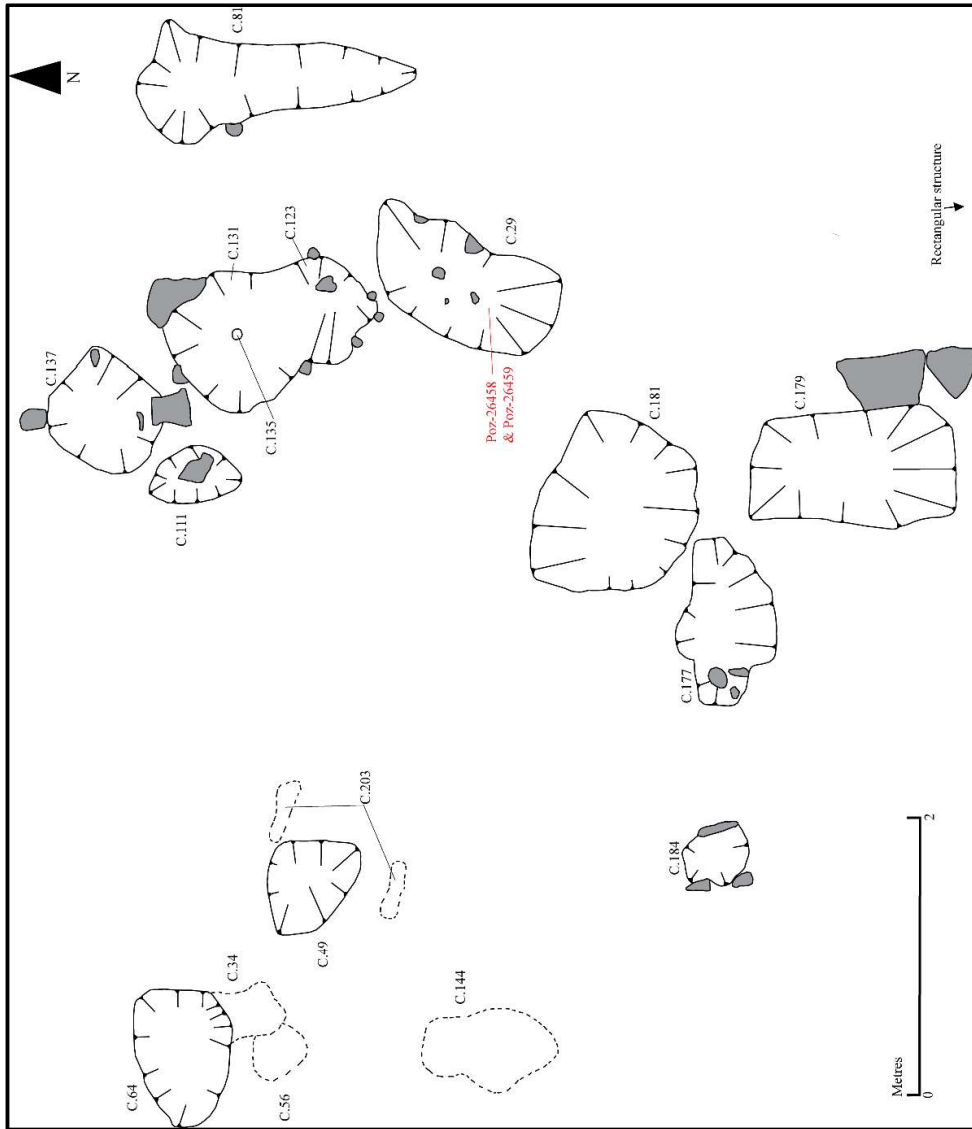 N
C.81
C.131
C.123
C.29
C.137
C.135
C.111
Poz-26458
& Poz-26459
C.181
C.179
C.177
Rectangular structure
C.203
C.49
C.34
C.64
C.56
C.144
C.184
Metres
0
2